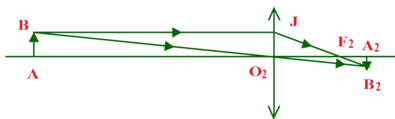 B J
F₂ A₂
A O₂ B₂